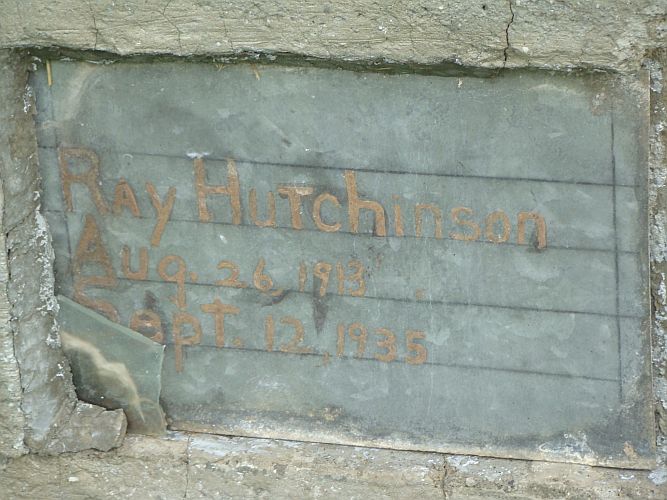 Ray Hutchinson
Aug. 26, 1913
Sept. 12, 1935